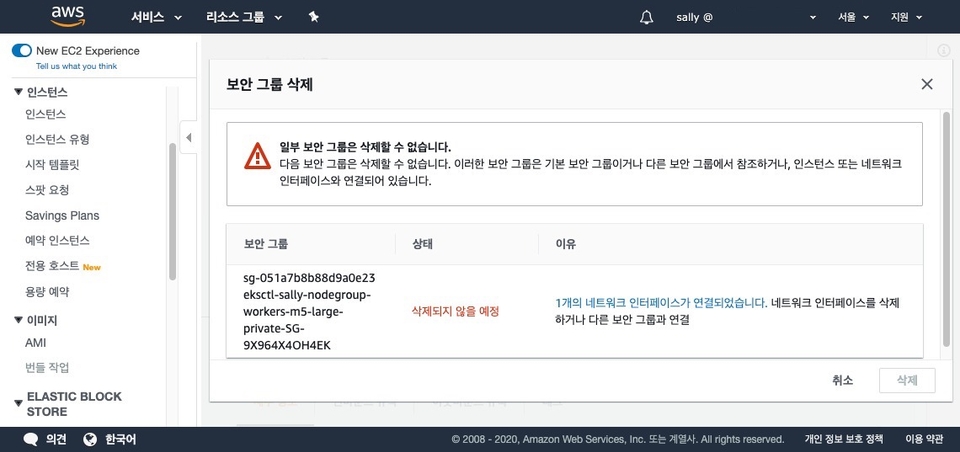 aws 서비스 리소스 그룹 sally @ 서울 지원
New EC2 Experience
Tell us what you think
인스턴스
인스턴스
인스턴스 유형
시작 템플릿
스팟 요청
Savings Plans
예약 인스턴스
전용 호스트 New
용량 예약
이미지
AMI
번들 작업
ELASTIC BLOCK
STORE
보안 그룹 삭제
일부 보안 그룹은 삭제할 수 없습니다.
다음 보안 그룹은 삭제할 수 없습니다. 이러한 보안 그룹은 기본 보안 그룹이거나 다른 보안 그룹에서 참조하거나, 인스턴스 또는 네트워크
인터페이스와 연결되어 있습니다.
보안 그룹 상태 이유
sg-051a7b8b88d9a0e23
eksctl-sally-nodegroup-
workers-m5-large-
private-SG-
9X964X4OH4EK
삭제되지 않을 예정
1개의 네트워크 인터페이스가 연결되었습니다. 네트워크 인터페이스를 삭제
하거나 다른 보안 그룹과 연결
취소 삭제
의견 한국어 © 2008 - 2020, Amazon Web Services, Inc. 또는 계열사. All rights reserved. 개인 정보 보호 정책 이용 약관